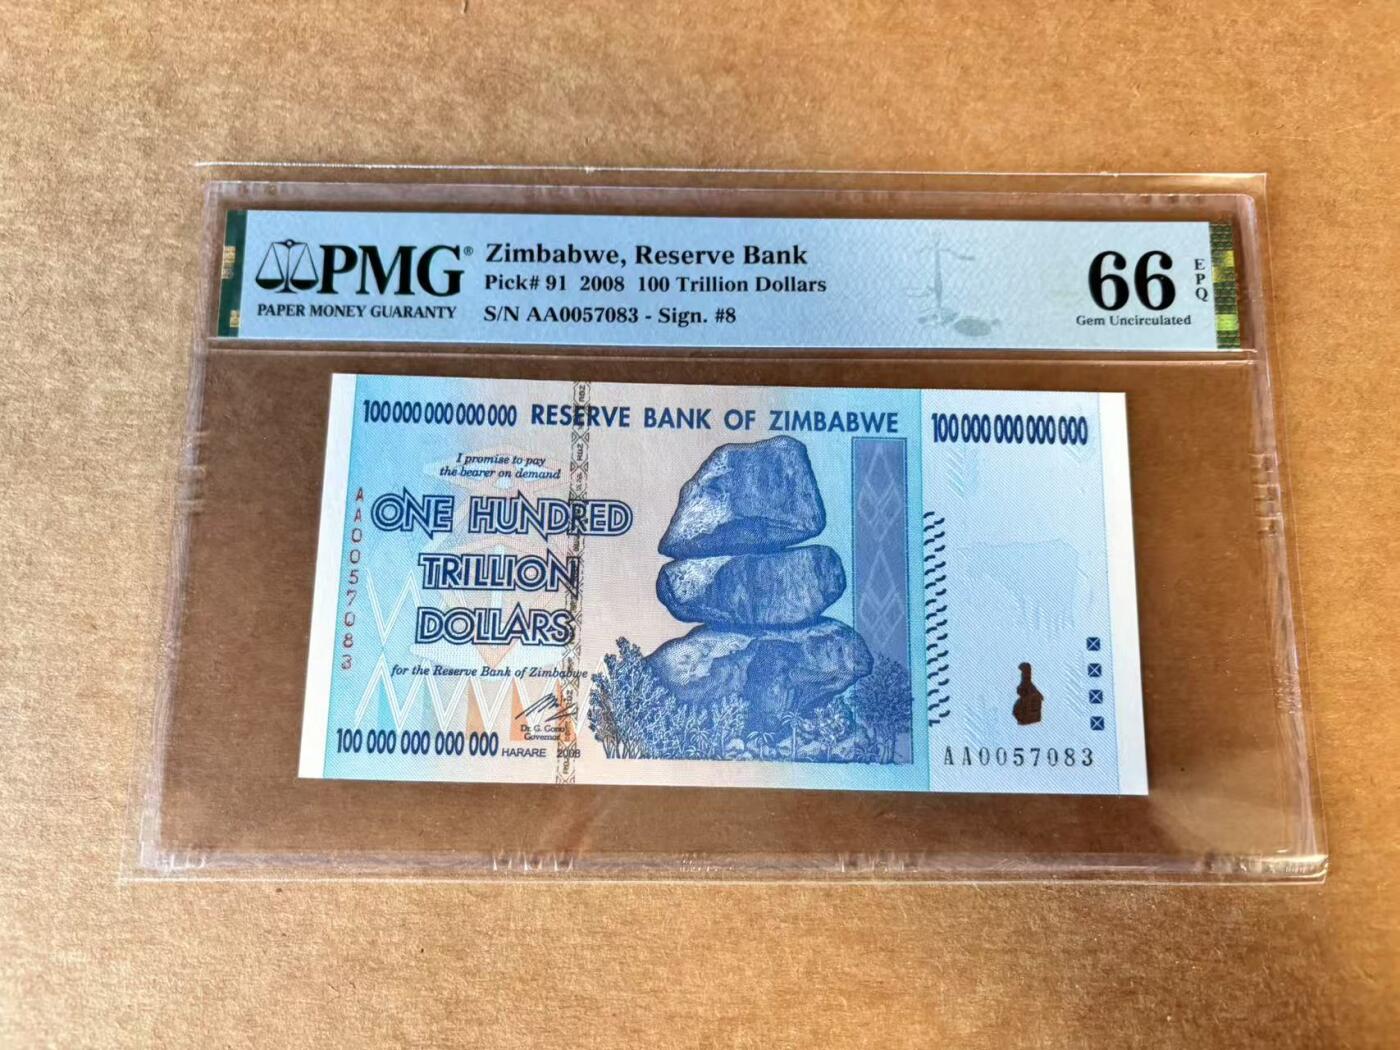 PMG®
PAPER MONEY GUARANTY
Zimbabwe, Reserve Bank
Pick# 91 2008 100 Trillion Dollars
S/N AA0057083 - Sign. #8
66
EPQ
Gem Uncirculated
100 000 000 000 000
RESERVE BANK OF ZIMBABWE
100 000 000 000 000
I promise to pay
the bearer on demand
ONE HUNDRED
TRILLION
DOLLARS
AA0057083
for the Reserve Bank of Zimbabwe
Dr. G. Gono
Governor
100 000 000 000 000
HARARE 2008
AA0057083